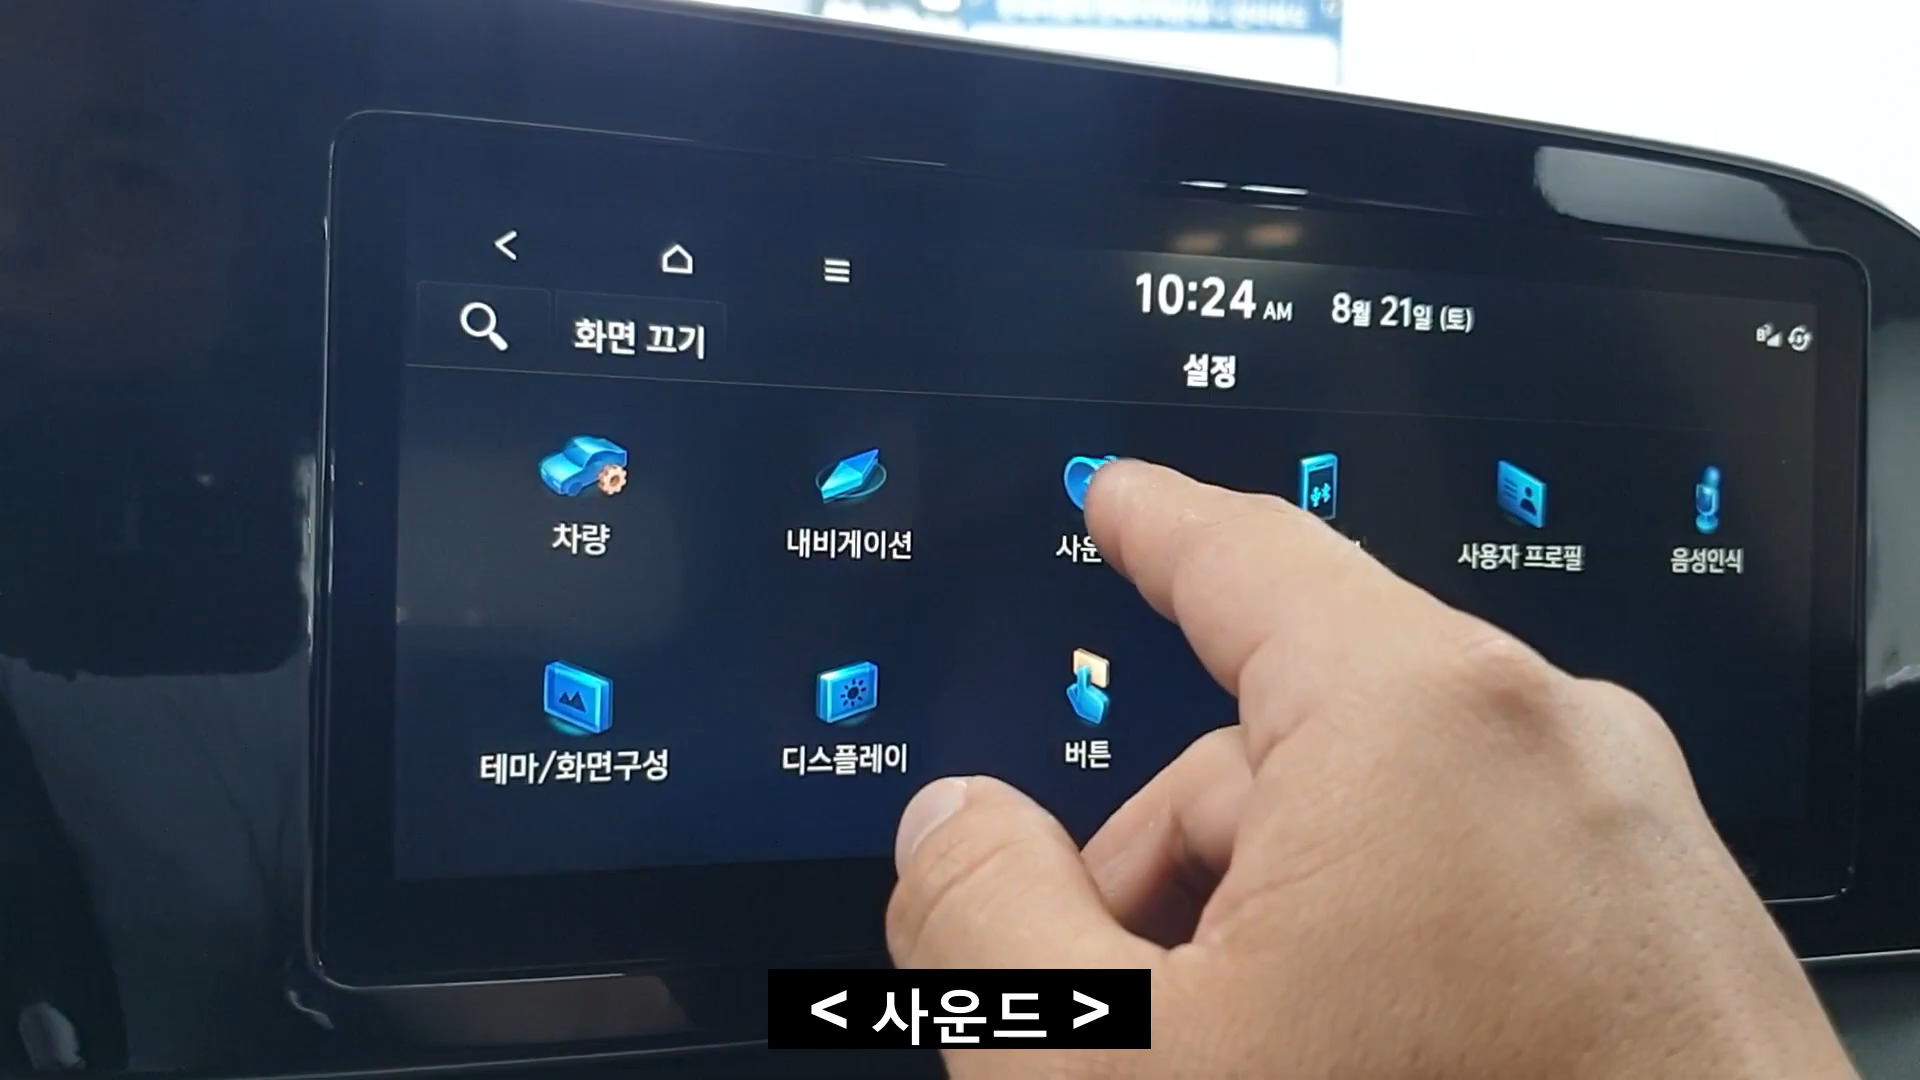 10:24 AM 8월 21일 (토)
화면 끄기
설정
차량
내비게이션
사운
사용자 프로필
음성인식
테마/화면구성
디스플레이
버튼
< 사운드 >